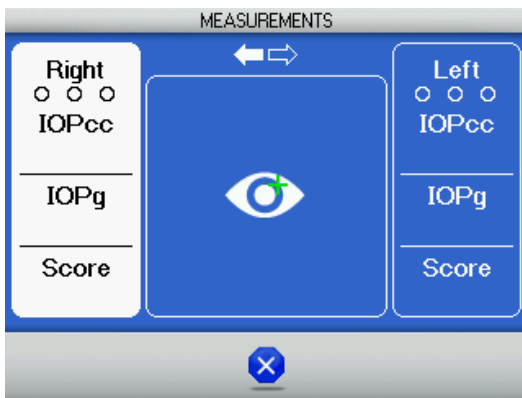 MEASUREMENTS
Right
IOPcc
IOPg
Score
Left
IOPcc
IOPg
Score